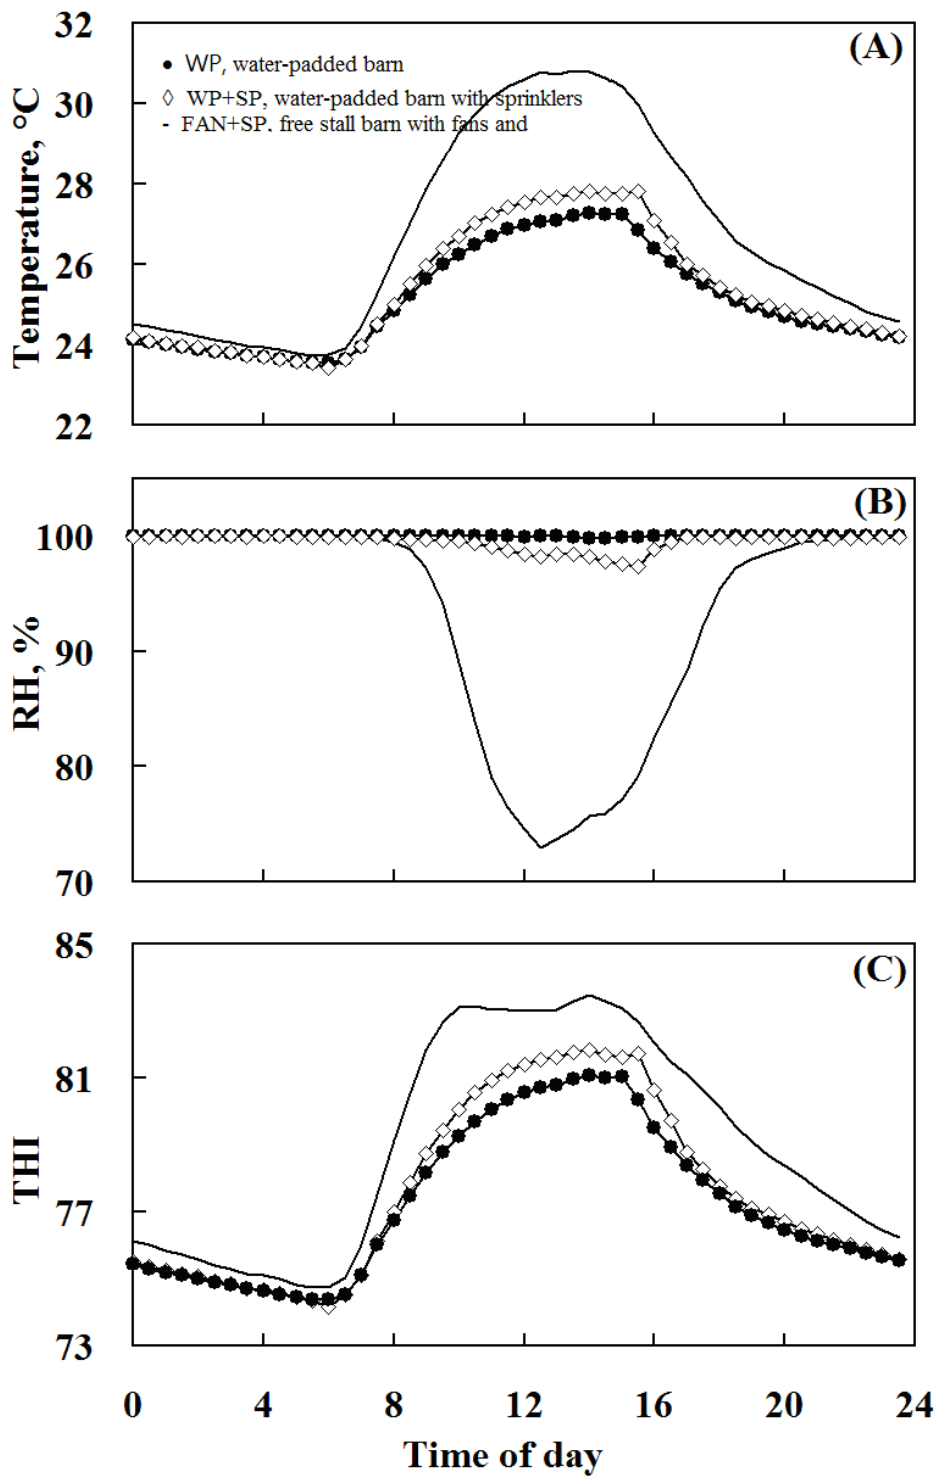 32
(A)
• WP, water-padded barn
◇ WP+SP, water-padded barn with sprinklers
- FAN+SP, free stall barn with fans and
30
28
26
24
22
Temperature, °C
(B)
100
90
80
70
RH, %
85
(C)
81
77
73
THI
0 4 8 12 16 20 24
Time of day